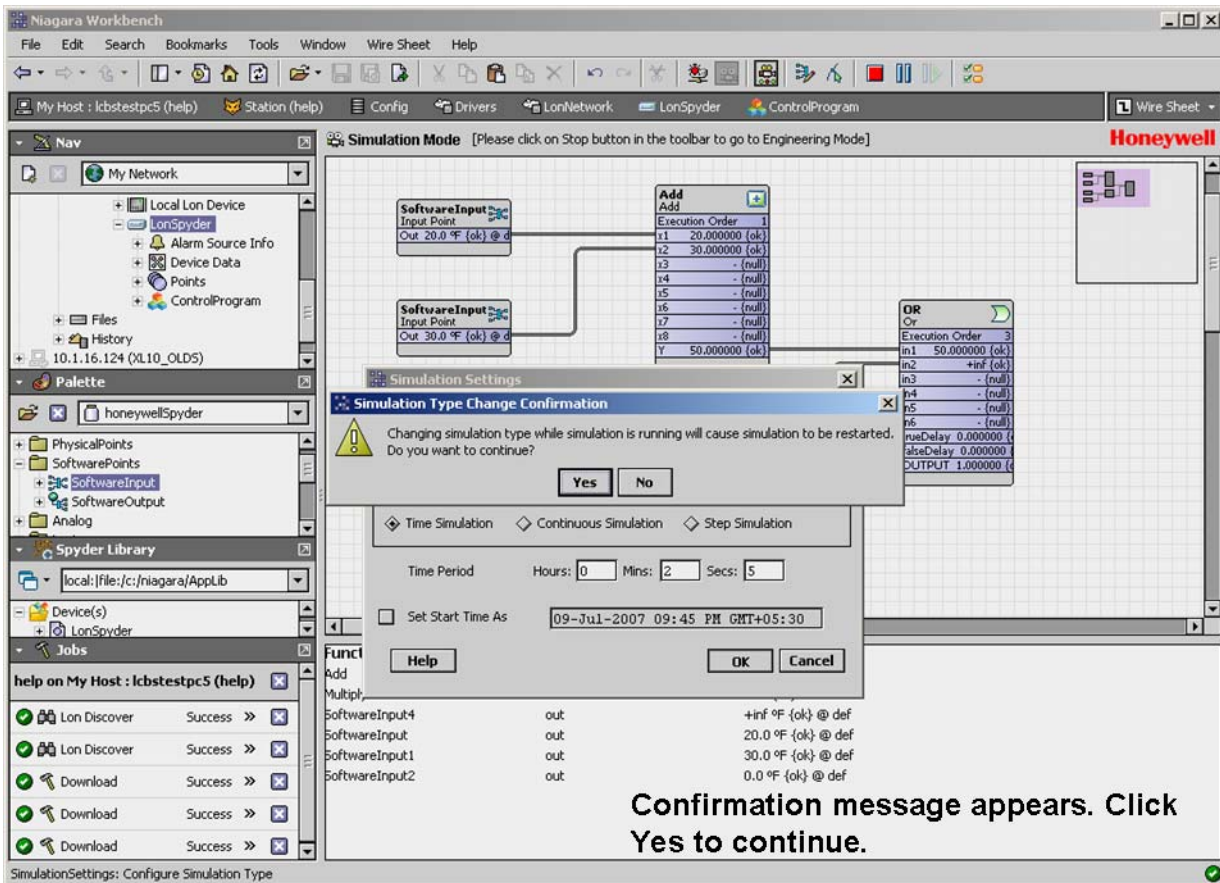 Niagara Workbench
File Edit Search Bookmarks Tools Window Wire Sheet Help
My Host : lcbstestpc5 (help) Station (help) Config Drivers LonNetwork LonSpyder ControlProgram Wire Sheet
Nav
My Network
Local Lon Device
LonSpyder
Alarm Source Info
Device Data
Points
ControlProgram
Files
History
10.1.16.124 (XL10_OLDS)
Palette
honeywellSpyder
PhysicalPoints
SoftwarePoints
SoftwareInput
SoftwareOutput
Analog
Spyder Library
local:|file:/c:/niagara/AppLib
Device(s)
LonSpyder
Jobs
help on My Host : lcbstestpc5 (help)
Lon Discover Success »
Lon Discover Success »
Download Success »
Download Success »
Download Success »
Simulation Mode [Please click on Stop button in the toolbar to go to Engineering Mode]
Honeywell
SoftwareInput
Input Point
Out 20.0 °F {ok} @ d
SoftwareInput
Input Point
Out 30.0 °F {ok} @ d
Add
Add
Execution Order 1
x1 20.000000 {ok}
x2 30.000000 {ok}
x3 - {null}
x4 - {null}
x5 - {null}
x6 - {null}
x7 - {null}
x8 - {null}
Y 50.000000 {ok}
OR
Or
Execution Order 3
in1 50.000000 {ok}
in2 +inf {ok}
in3 - {null}
in4 - {null}
in5 - {null}
in6 - {null}
rueDelay 0.000000 {
alseDelay 0.000000
OUTPUT 1.000000 {
Simulation Settings
Simulation Type Change Confirmation
Changing simulation type while simulation is running will cause simulation to be restarted.
Do you want to continue?
Yes No
Time Simulation Continuous Simulation Step Simulation
Time Period Hours: 0 Mins: 2 Secs: 5
Set Start Time As 09-Jul-2007 09:45 PM GMT+05:30
Help OK Cancel
Funct
Add
Multiply
SoftwareInput4 out +inf °F {ok} @ def
SoftwareInput out 20.0 °F {ok} @ def
SoftwareInput1 out 30.0 °F {ok} @ def
SoftwareInput2 out 0.0 °F {ok} @ def
Confirmation message appears. Click
Yes to continue.
SimulationSettings: Configure Simulation Type